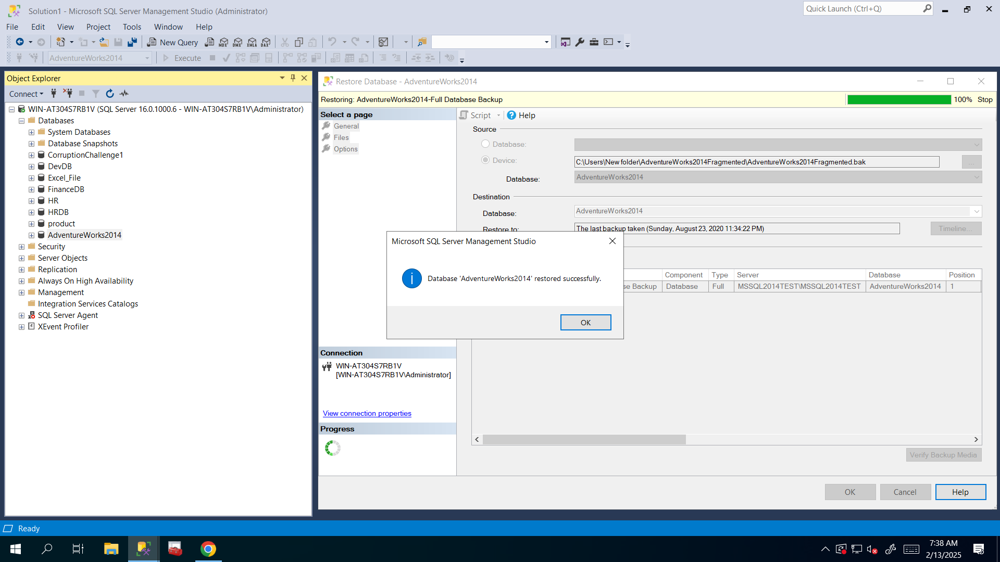 Solution1 - Microsoft SQL Server Management Studio (Administrator)
Quick Launch (Ctrl+Q)
File Edit View Project Tools Window Help
New Query MDX DMX XMLA DAX
AdventureWorks2014 Execute
Object Explorer
Connect
WIN-AT304S7RB1V (SQL Server 16.0.1000.6 - WIN-AT304S7RB1V\Administrator)
Databases
System Databases
Database Snapshots
CorruptionChallenge1
DevDB
Excel_File
FinanceDB
HR
HRDB
product
AdventureWorks2014
Security
Server Objects
Replication
Always On High Availability
Management
Integration Services Catalogs
SQL Server Agent
XEvent Profiler
Restore Database - AdventureWorks2014
Restoring: AdventureWorks2014-Full Database Backup
100% Stop
Select a page
General
Files
Options
Script Help
Source
Database:
Device: C:\Users\New folder\AdventureWorks2014Fragmented\AdventureWorks2014Fragmented.bak ...
Database: AdventureWorks2014
Destination
Database: AdventureWorks2014
Restore to: The last backup taken (Sunday, August 23, 2020 11:34:22 PM) Timeline...
Component Type Server Database Position
se Backup Database Full MSSQL2014TEST\MSSQL2014TEST AdventureWorks2014 1
Microsoft SQL Server Management Studio
Database 'AdventureWorks2014' restored successfully.
OK
Connection
WIN-AT304S7RB1V
[WIN-AT304S7RB1V\Administrator]
View connection properties
Progress
Verify Backup Media
OK Cancel Help
Ready
7:38 AM
2/13/2025